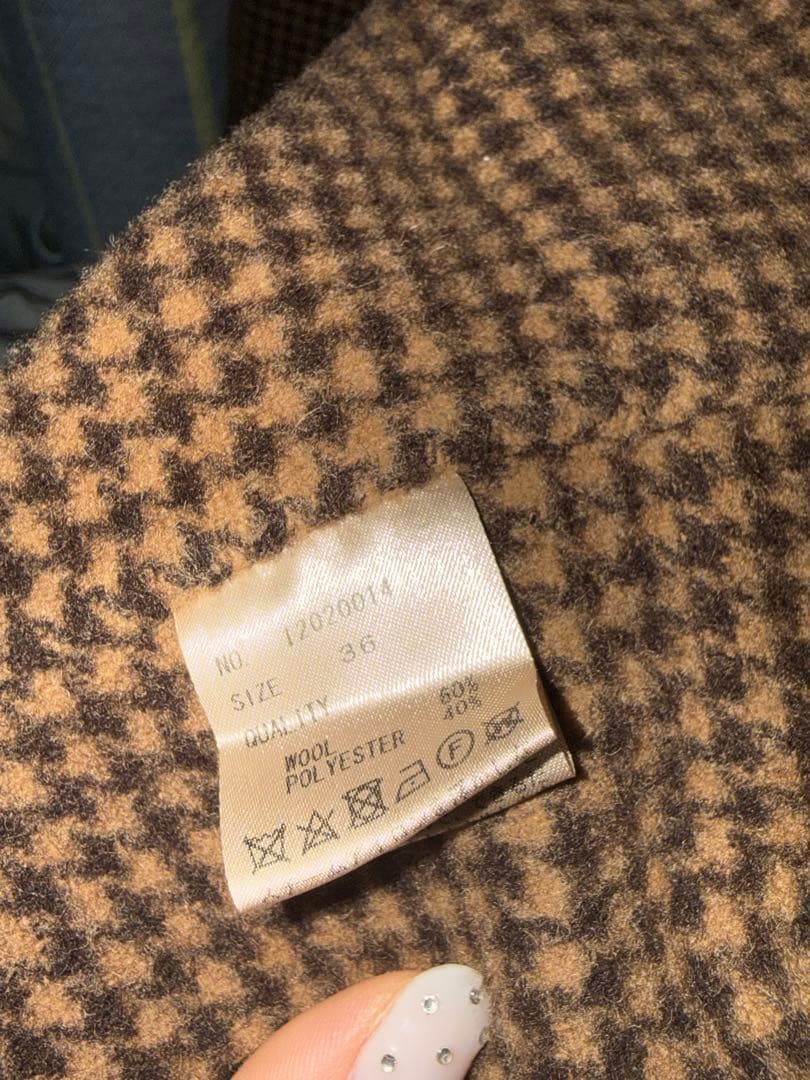 NO. 12020014
SIZE 36
QUALITY
WOOL 60%
POLYESTER 40%
F